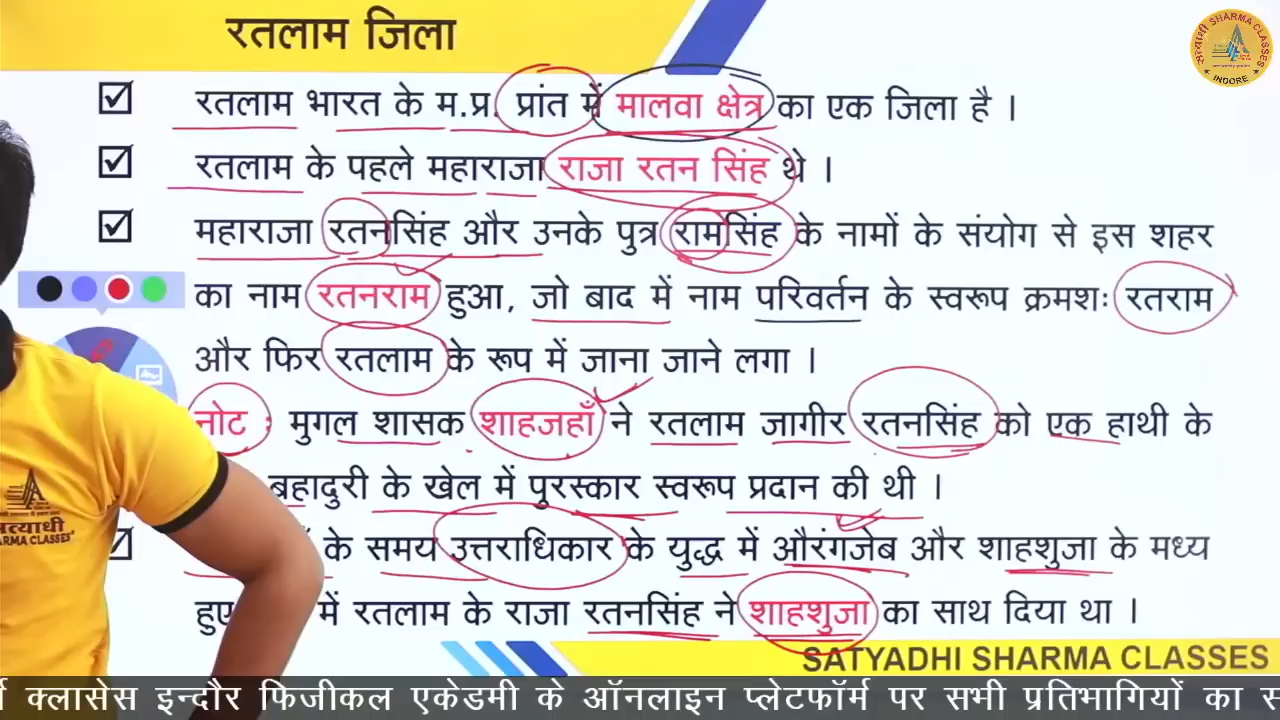 रतलाम जिला
SHARMA CLASSES
INDORE
रतलाम भारत के म.प्र. प्रांत में मालवा क्षेत्र का एक जिला है ।
रतलाम के पहले महाराजा राजा रतन सिंह थे ।
महाराजा रतनसिंह और उनके पुत्र रामसिंह के नामों के संयोग से इस शहर
का नाम रतनराम हुआ, जो बाद में नाम परिवर्तन के स्वरूप क्रमशः रतराम
और फिर रतलाम के रूप में जाना जाने लगा ।
नोट : मुगल शासक शाहजहाँ ने रतलाम जागीर रतनसिंह को एक हाथी के
बहादुरी के खेल में पुरस्कार स्वरूप प्रदान की थी ।
के समय उत्तराधिकार के युद्ध में औरंगजेब और शाहशुजा के मध्य
में रतलाम के राजा रतनसिंह ने शाहशुजा का साथ दिया था ।
SATYADHI SHARMA CLASSES
क्लासेस इन्दौर फिजीकल एकेडमी के ऑनलाइन प्लेटफॉर्म पर सभी प्रतिभागियों का